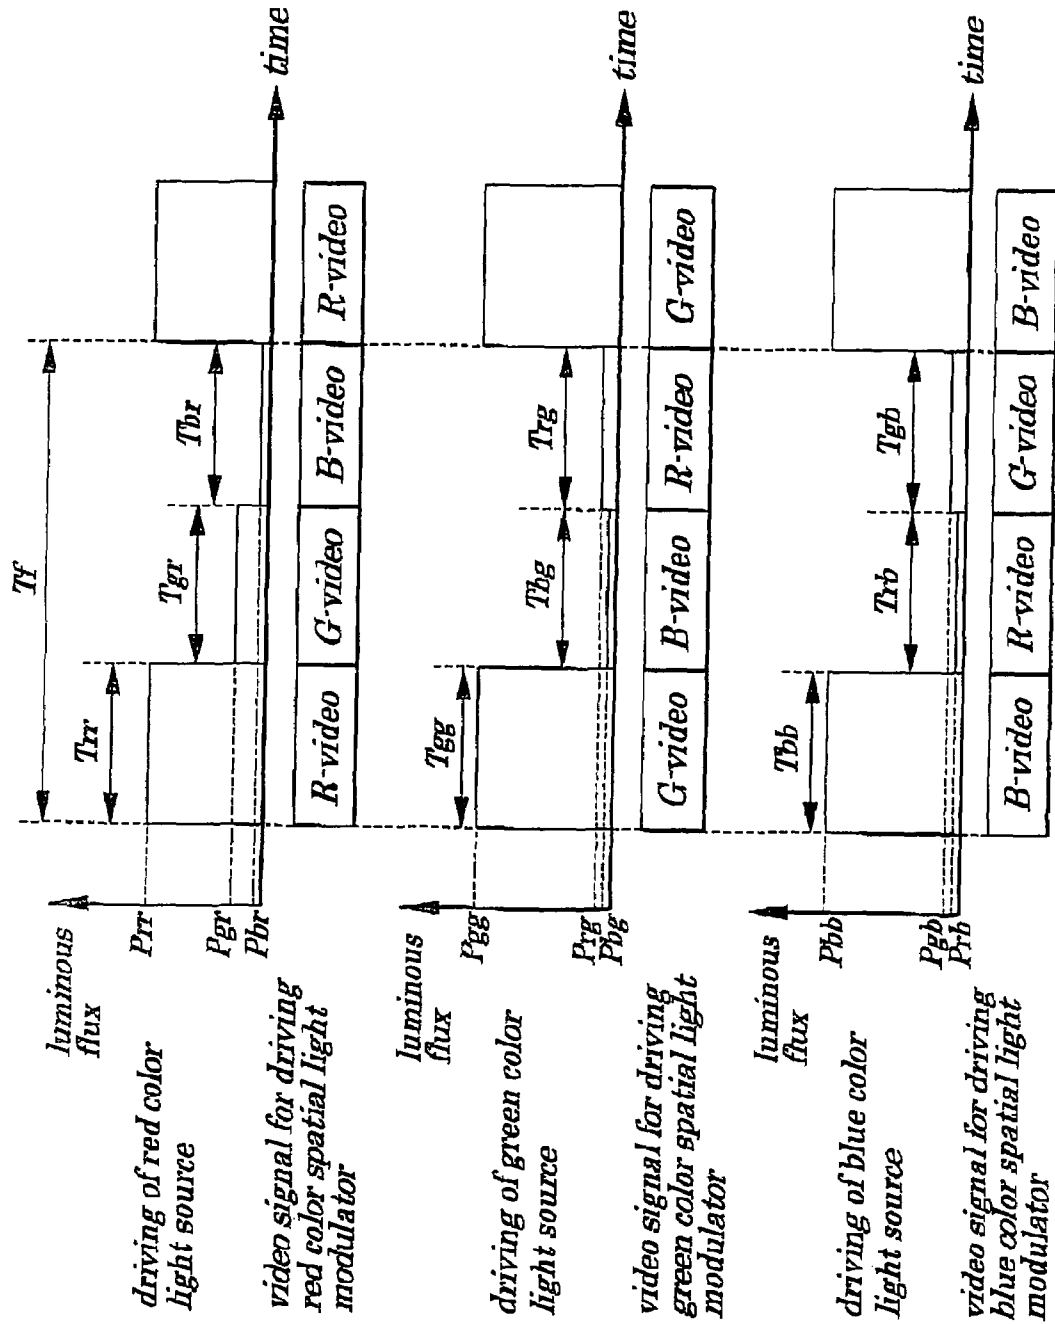 Tf
luminous
flux
Prr
Pgr
Pbr
Trr
Tgr
Tbr
time
driving of red color
light source
R-video
G-video
B-video
R-video
video signal for driving
red color spatial light
modulator
luminous
flux
Pgg
Prg
Pbg
Tgg
Tbg
Trg
time
driving of green color
light source
G-video
B-video
R-video
G-video
video signal for driving
green color spatial light
modulator
luminous
flux
Pbb
Pgb
Prb
Tbb
Trb
Tgb
time
driving of blue color
light source
B-video
R-video
G-video
B-video
video signal for driving
blue color spatial light
modulator